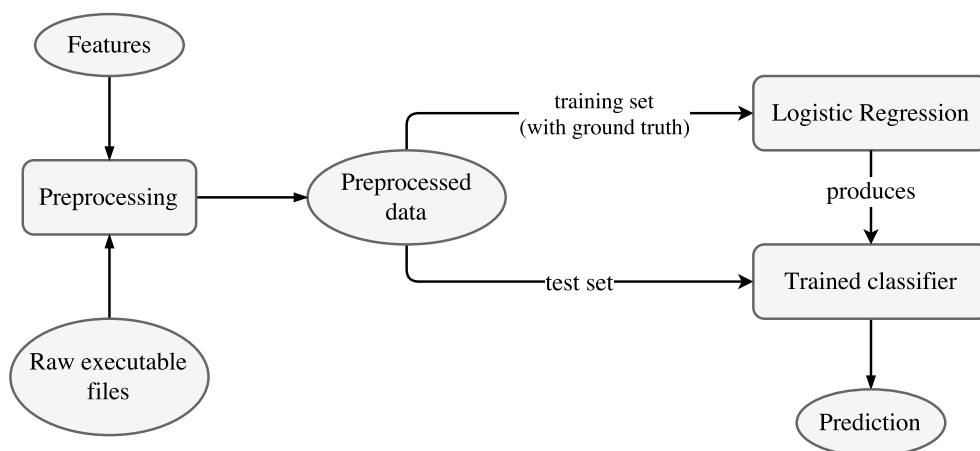 Features
training set
(with ground truth)
Logistic Regression
Preprocessing
Preprocessed
data
produces
test set
Trained classifier
Raw executable
files
Prediction